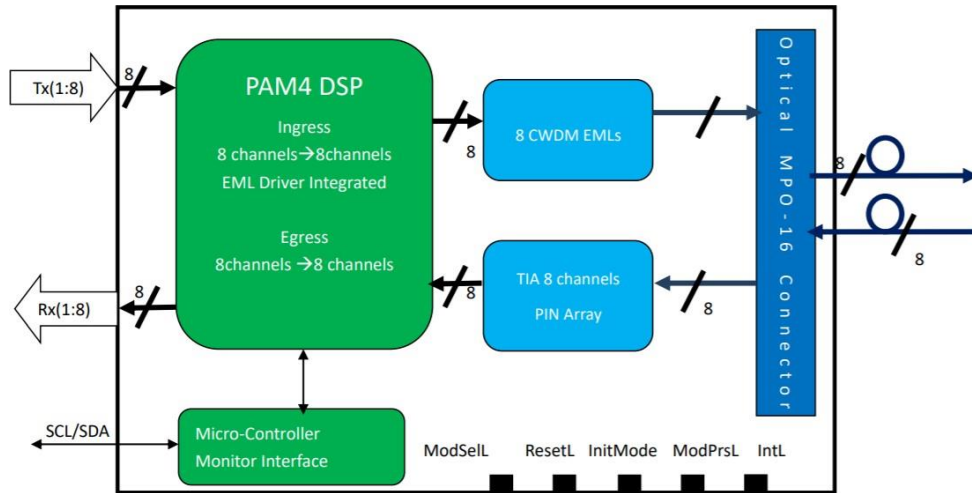 Tx(1:8)
8
PAM4 DSP
Ingress
8 channels→8channels
EML Driver Integrated
Egress
8channels →8 channels
8
8 CWDM EMLs
Optical MPO-16 Connector
8
8
Rx(1:8)
8
8
TIA 8 channels
PIN Array
8
SCL/SDA
Micro-Controller
Monitor Interface
ModSelL
ResetL
InitMode
ModPrsL
IntL